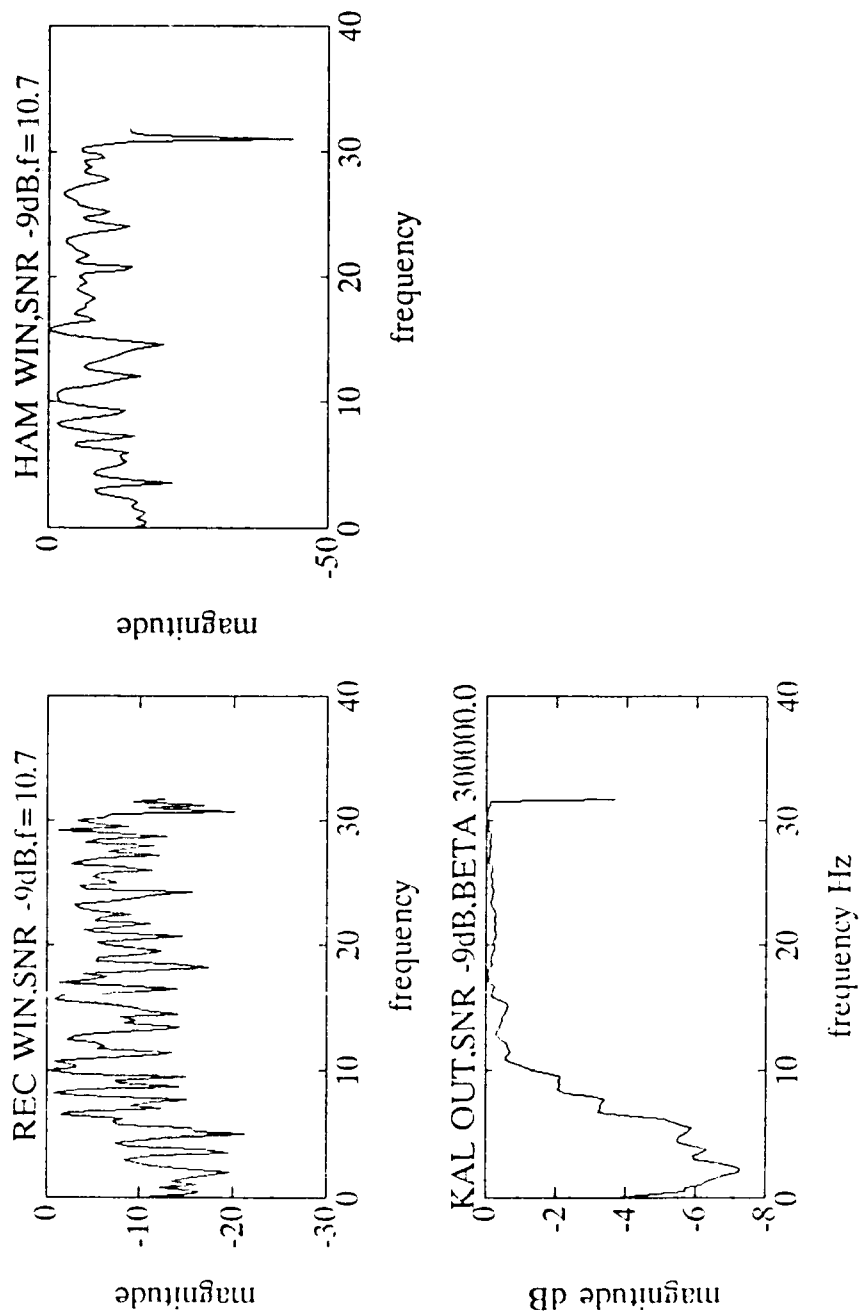 REC WIN.SNR -9dB.f=10.7
0
-10
-20
-30
magnitude
0
10
20
30
40
frequency
HAM WIN,SNR -9dB.f=10.7
0
-50
magnitude
0
10
20
30
40
frequency
KAL OUT.SNR -9dB.BETA 300000.0
0
-2
-4
-6
-8
magnitude dB
0
10
20
30
40
frequency Hz